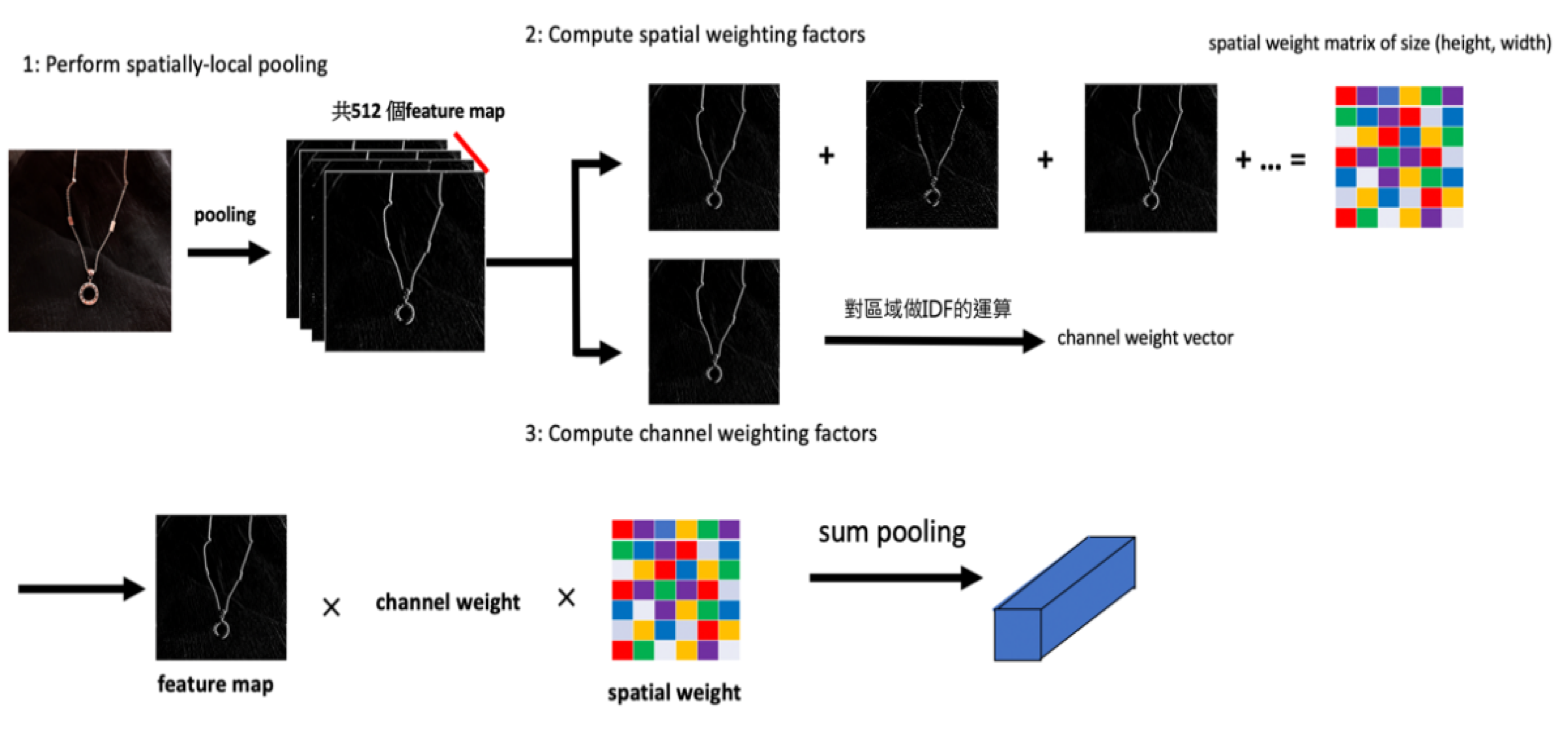 2: Compute spatial weighting factors
spatial weight matrix of size (height, width)
1: Perform spatially-local pooling
共512 個feature map
pooling
+
+
+ ... =
對區域做IDF的運算
channel weight vector
3: Compute channel weighting factors
sum pooling
× channel weight ×
feature map
spatial weight